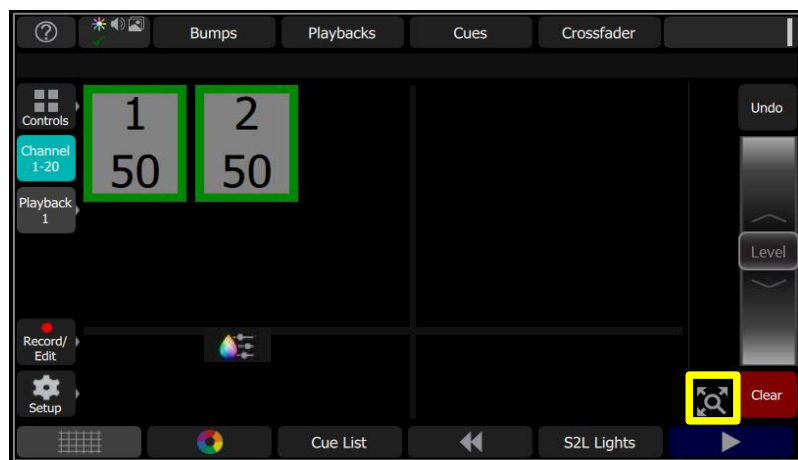 ?
Bumps
Playbacks
Cues
Crossfader
Controls
1
2
Undo
Channel
1-20
50
50
Playback
1
Level
Record/
Edit
Setup
Clear
Cue List
S2L Lights